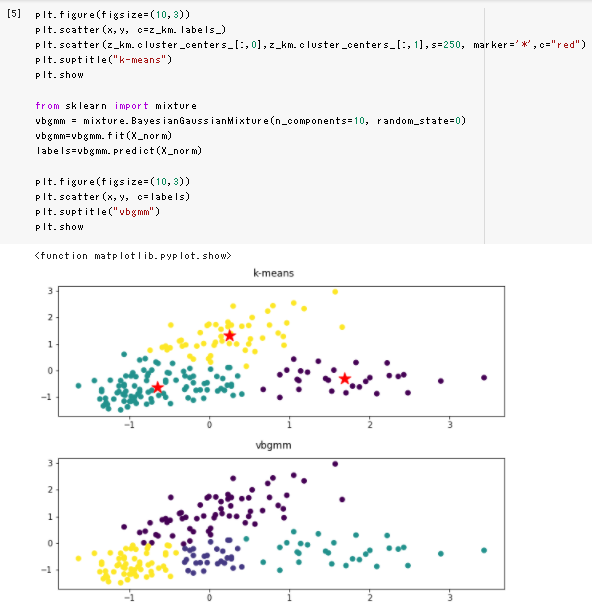 [5] plt.figure(figsize=(10,3))
plt.scatter(x,y, c=z_km.labels_)
plt.scatter(z_km.cluster_centers_[:,0],z_km.cluster_centers_[:,1],s=250, marker='*',c="red")
plt.suptitle("k-means")
plt.show
from sklearn import mixture
vbgmm = mixture.BayesianGaussianMixture(n_components=10, random_state=0)
vbgmm=vbgmm.fit(X_norm)
labels=vbgmm.predict(X_norm)
plt.figure(figsize=(10,3))
plt.scatter(x,y, c=labels)
plt.suptitle("vbgmm")
plt.show
<function matplotlib.pyplot.show>
k-means
3
2
1
0
−1
−1 0 1 2 3
vbgmm
3
2
1
0
−1
−1 0 1 2 3